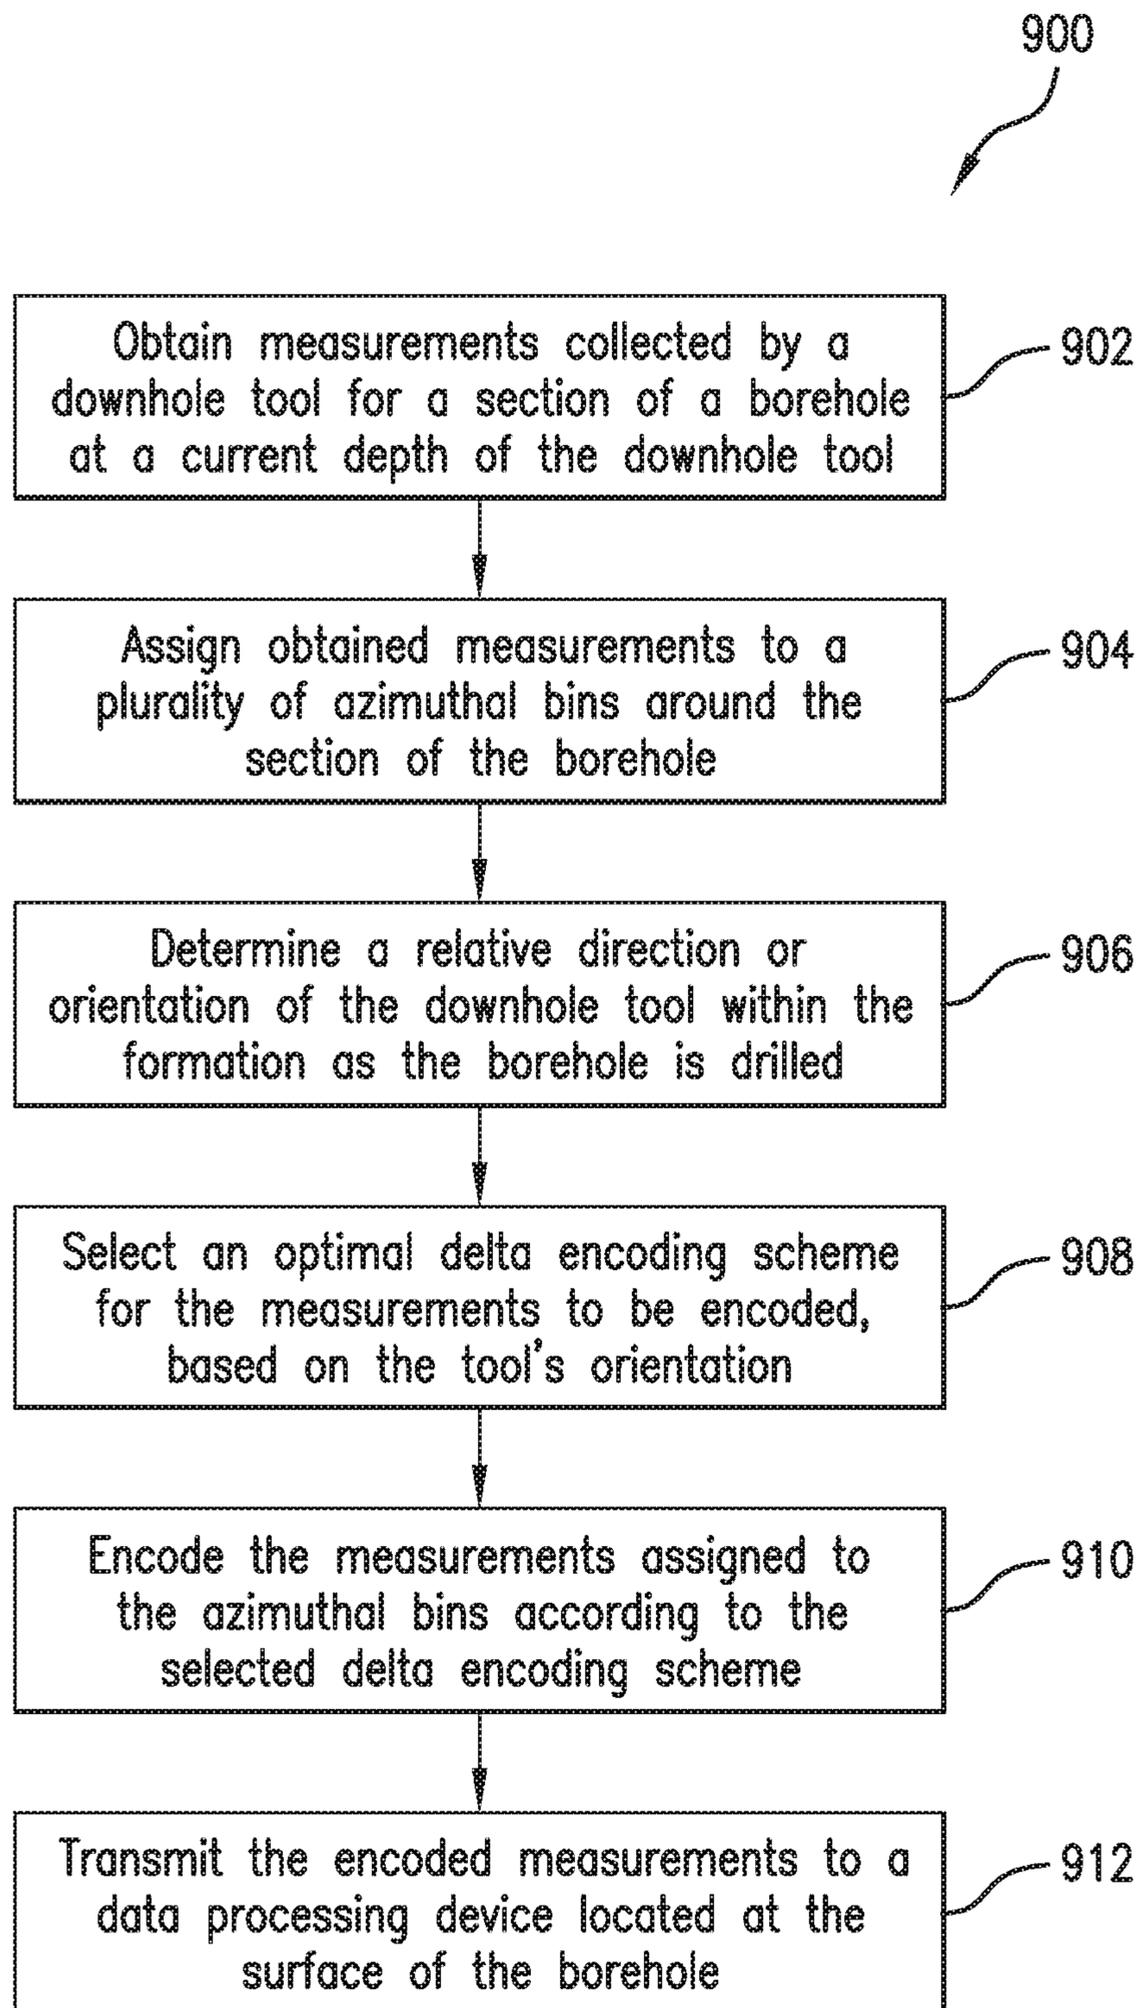 900
Obtain measurements collected by a
downhole tool for a section of a borehole
at a current depth of the downhole tool
902
Assign obtained measurements to a
plurality of azimuthal bins around the
section of the borehole
904
Determine a relative direction or
orientation of the downhole tool within the
formation as the borehole is drilled
906
Select an optimal delta encoding scheme
for the measurements to be encoded,
based on the tool's orientation
908
Encode the measurements assigned to
the azimuthal bins according to the
selected delta encoding scheme
910
Transmit the encoded measurements to a
data processing device located at the
surface of the borehole
912